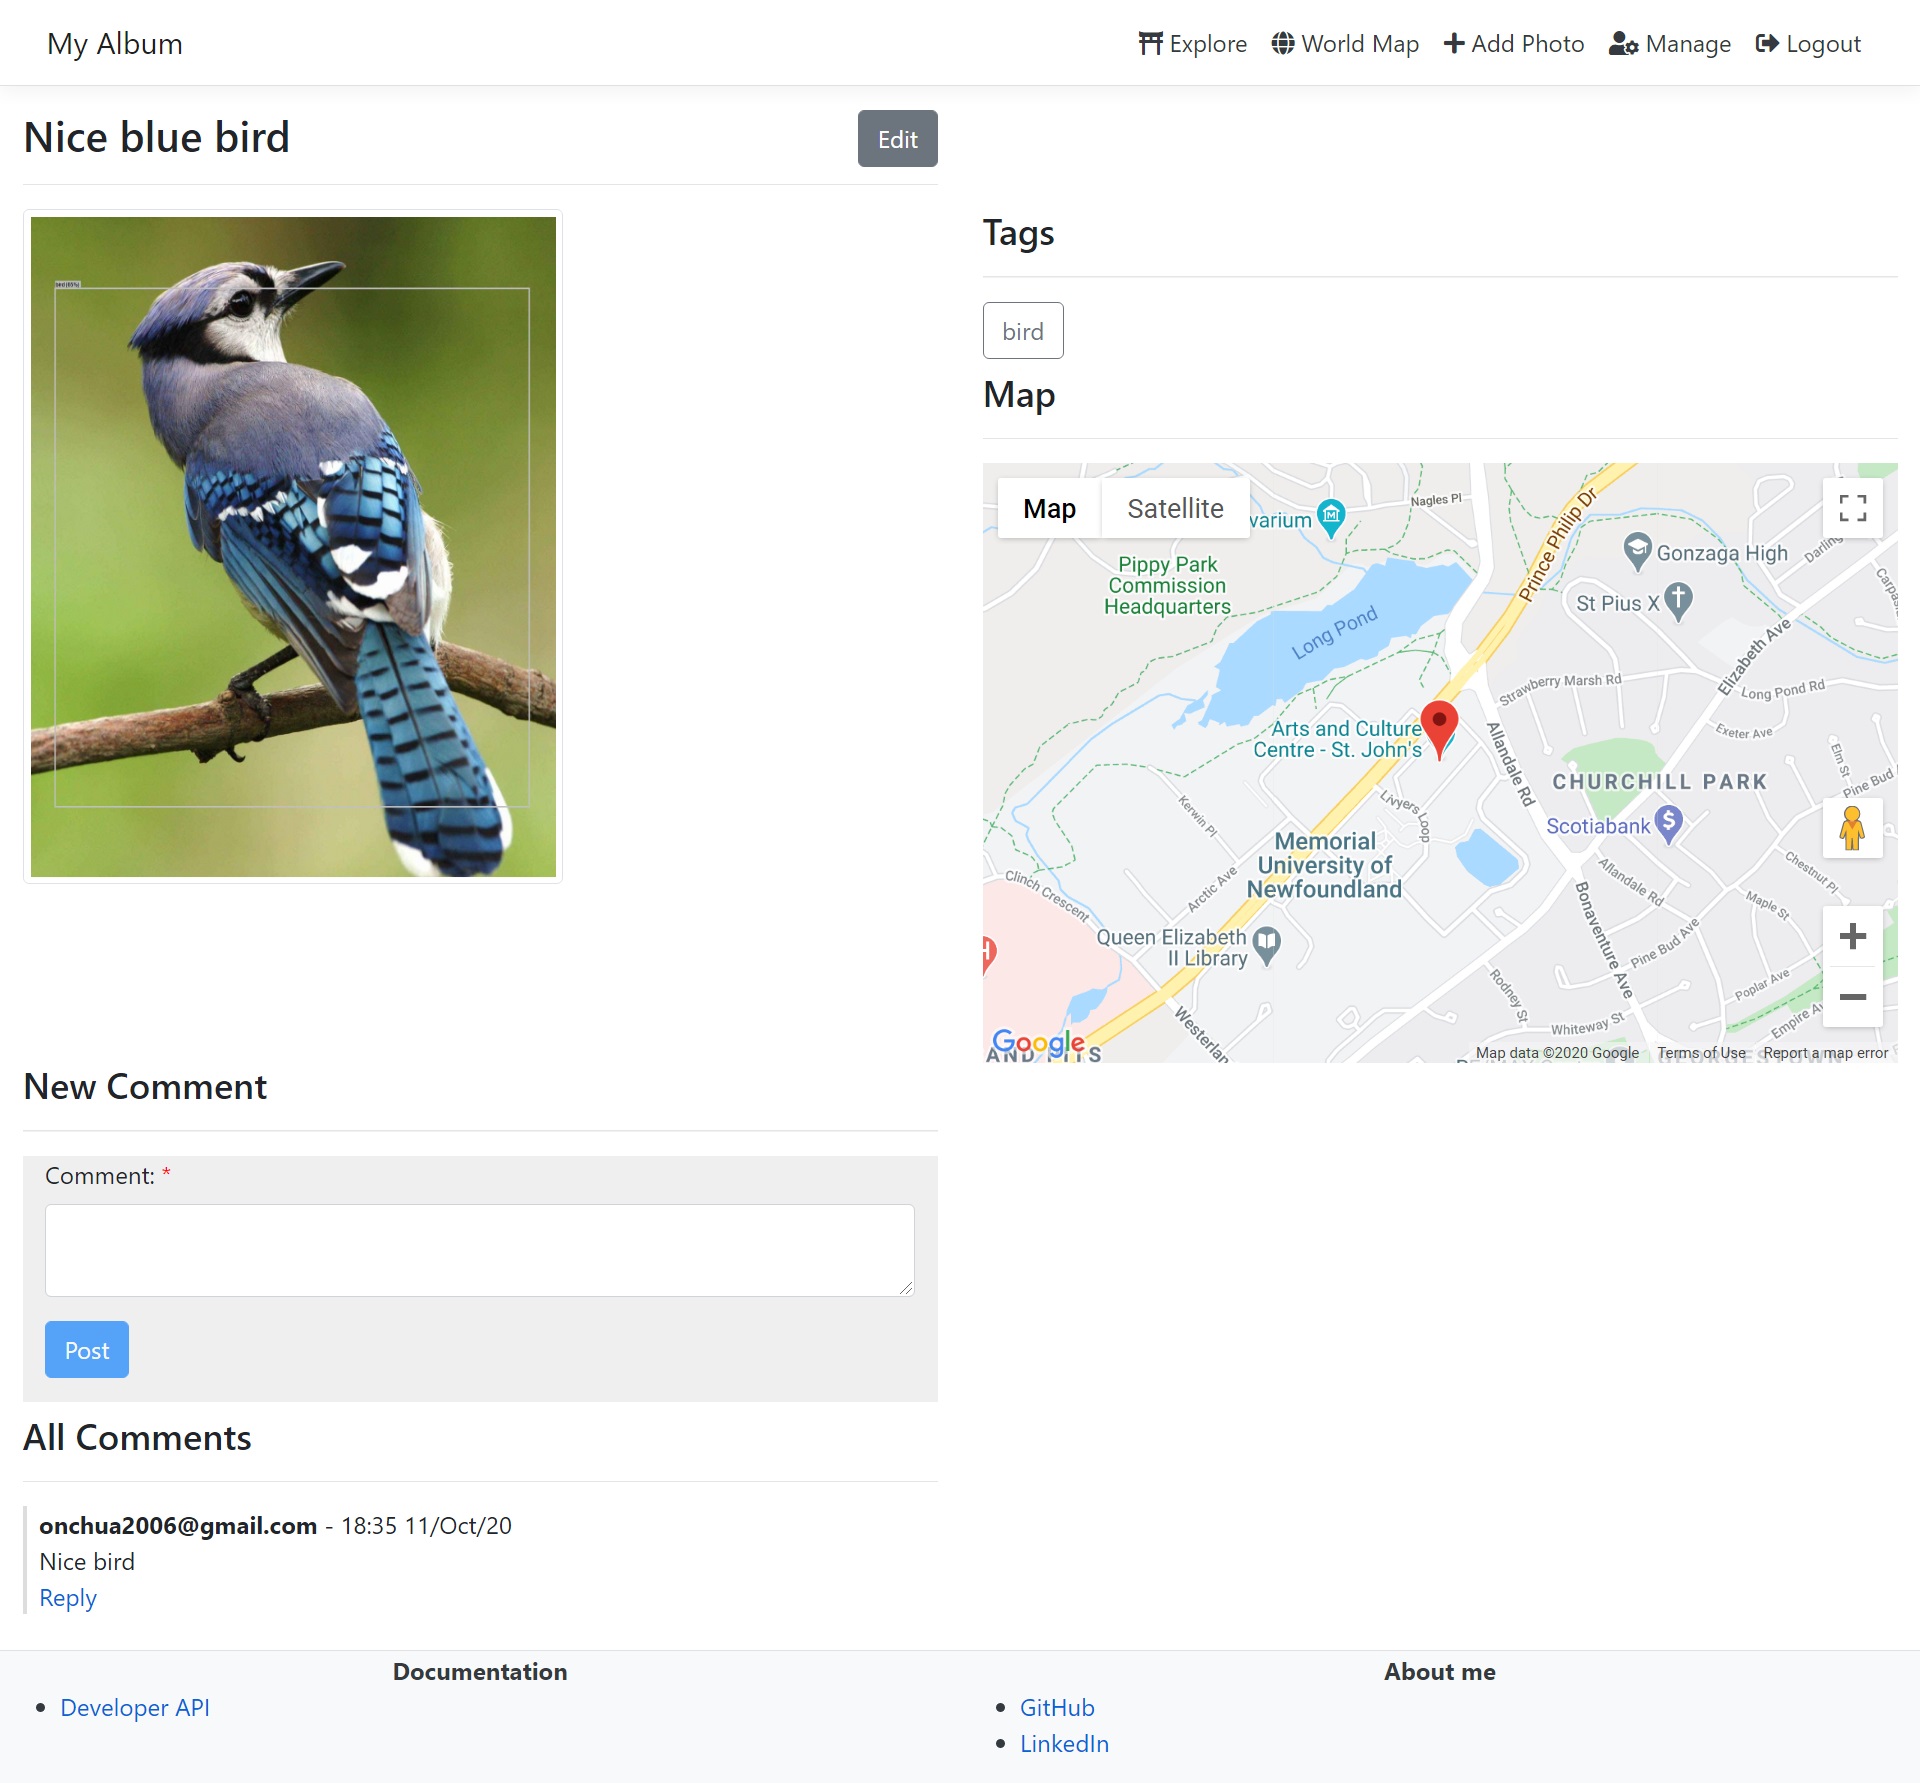 My Album
Explore
World Map
Add Photo
Manage
Logout
Nice blue bird
Edit
Tags
bird
Map
Map
Satellite
varium
Nagles Pl
Prince Philip Dr
Pippy Park
Commission
Headquarters
Gonzaga High
St Pius X
Long Pond
Elizabeth Ave
Strawberry Marsh Rd
Long Pond Rd
Exeter Ave
Arts and Culture
Centre - St. John's
Allandale Rd
Elm St
CHURCHILL PARK
Pine Bud
Kerwin Pl
Livyers Loop
Scotiabank
Memorial
University of
Newfoundland
Chestnut Pl
Allandale Rd
Clinch Crescent
Arctic Ave
Maple St
Bonaventure Ave
Queen Elizabeth
II Library
Pine Bud Ave
Rodney St
Poplar Ave
Westerlan
Whiteway St
Empire Av
Google
Map data ©2020 Google
Terms of Use
Report a map error
New Comment
Comment: *
Post
All Comments
onchua2006@gmail.com - 18:35 11/Oct/20
Nice bird
Reply
Documentation
Developer API
About me
GitHub
LinkedIn